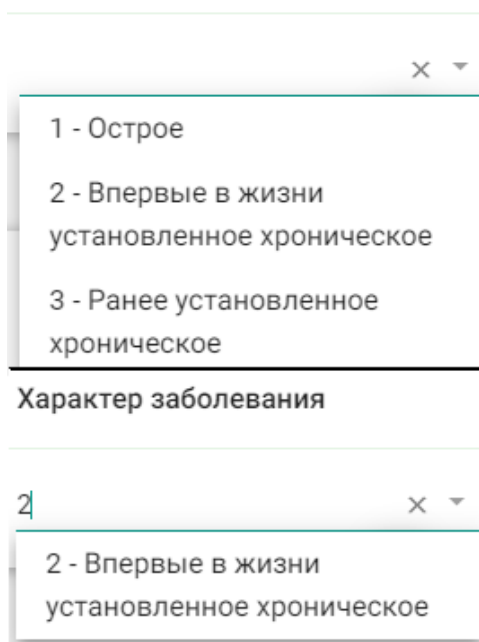 1 - Острое
2 - Впервые в жизни
установленное хроническое
3 - Ранее установленное
хроническое
Характер заболевания
2
2 - Впервые в жизни
установленное хроническое